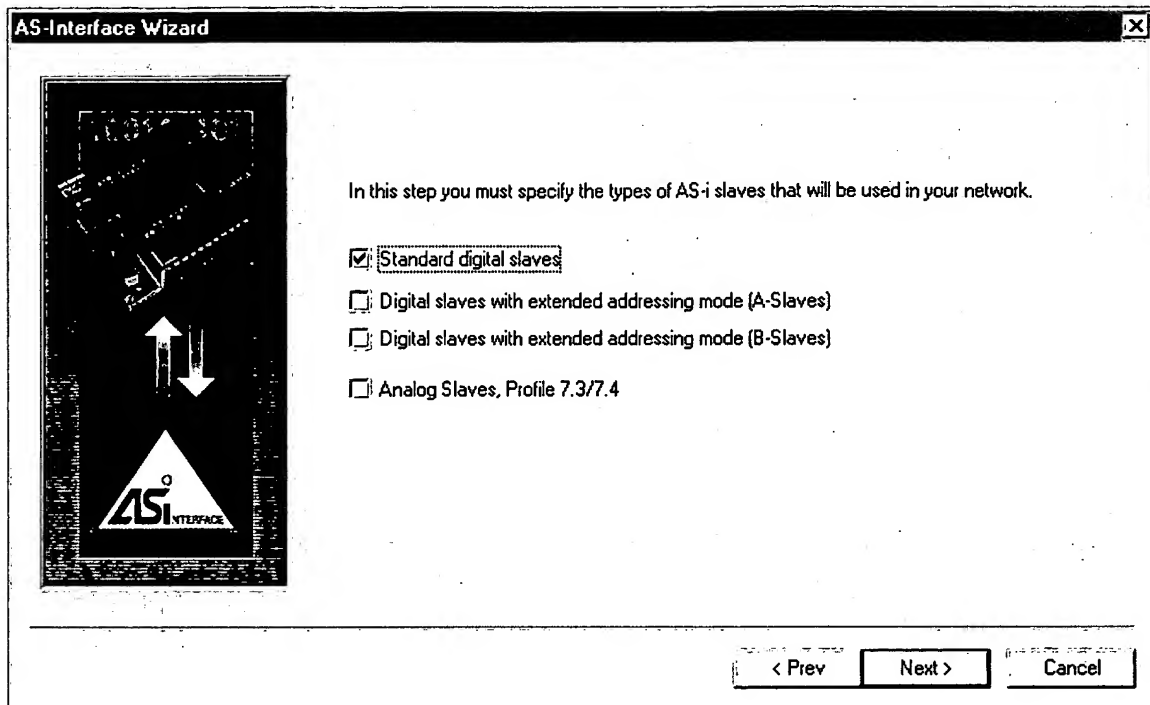 AS-Interface Wizard
In this step you must specify the types of AS-i slaves that will be used in your network.
Standard digital slaves
Digital slaves with extended addressing mode (A-Slaves)
Digital slaves with extended addressing mode (B-Slaves)
Analog Slaves, Profile 7.3/7.4
ASi NTERFACE
< Prev
Next >
Cancel